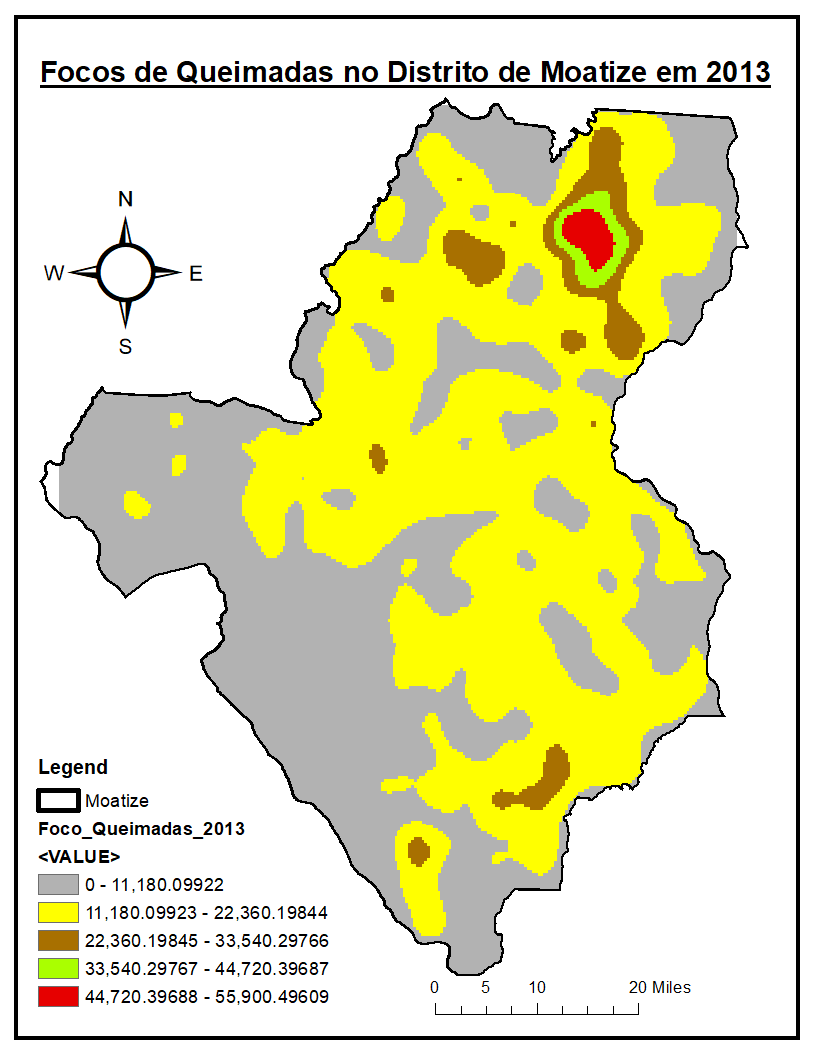 Focos de Queimadas no Distrito de Moatize em 2013
N
W E
S
Legend
Moatize
Foco_Queimadas_2013
<VALUE>
0 - 11,180.09922
11,180.09923 - 22,360.19844
22,360.19845 - 33,540.29766
33,540.29767 - 44,720.39687
44,720.39688 - 55,900.49609
0 5 10 20 Miles